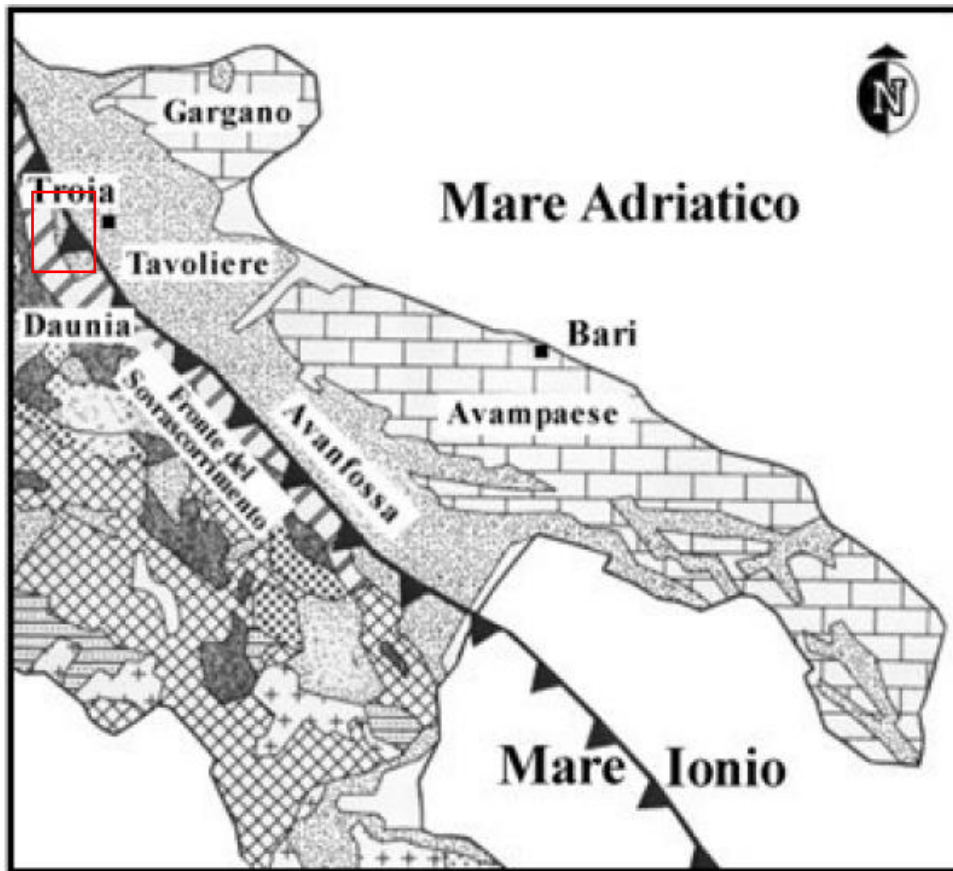 N
Gargano
Troia
Mare Adriatico
Tavoliere
Daunia
Bari
Avampaese
Avanfossa
Fronte del
Sovrascorrimento
Mare Ionio